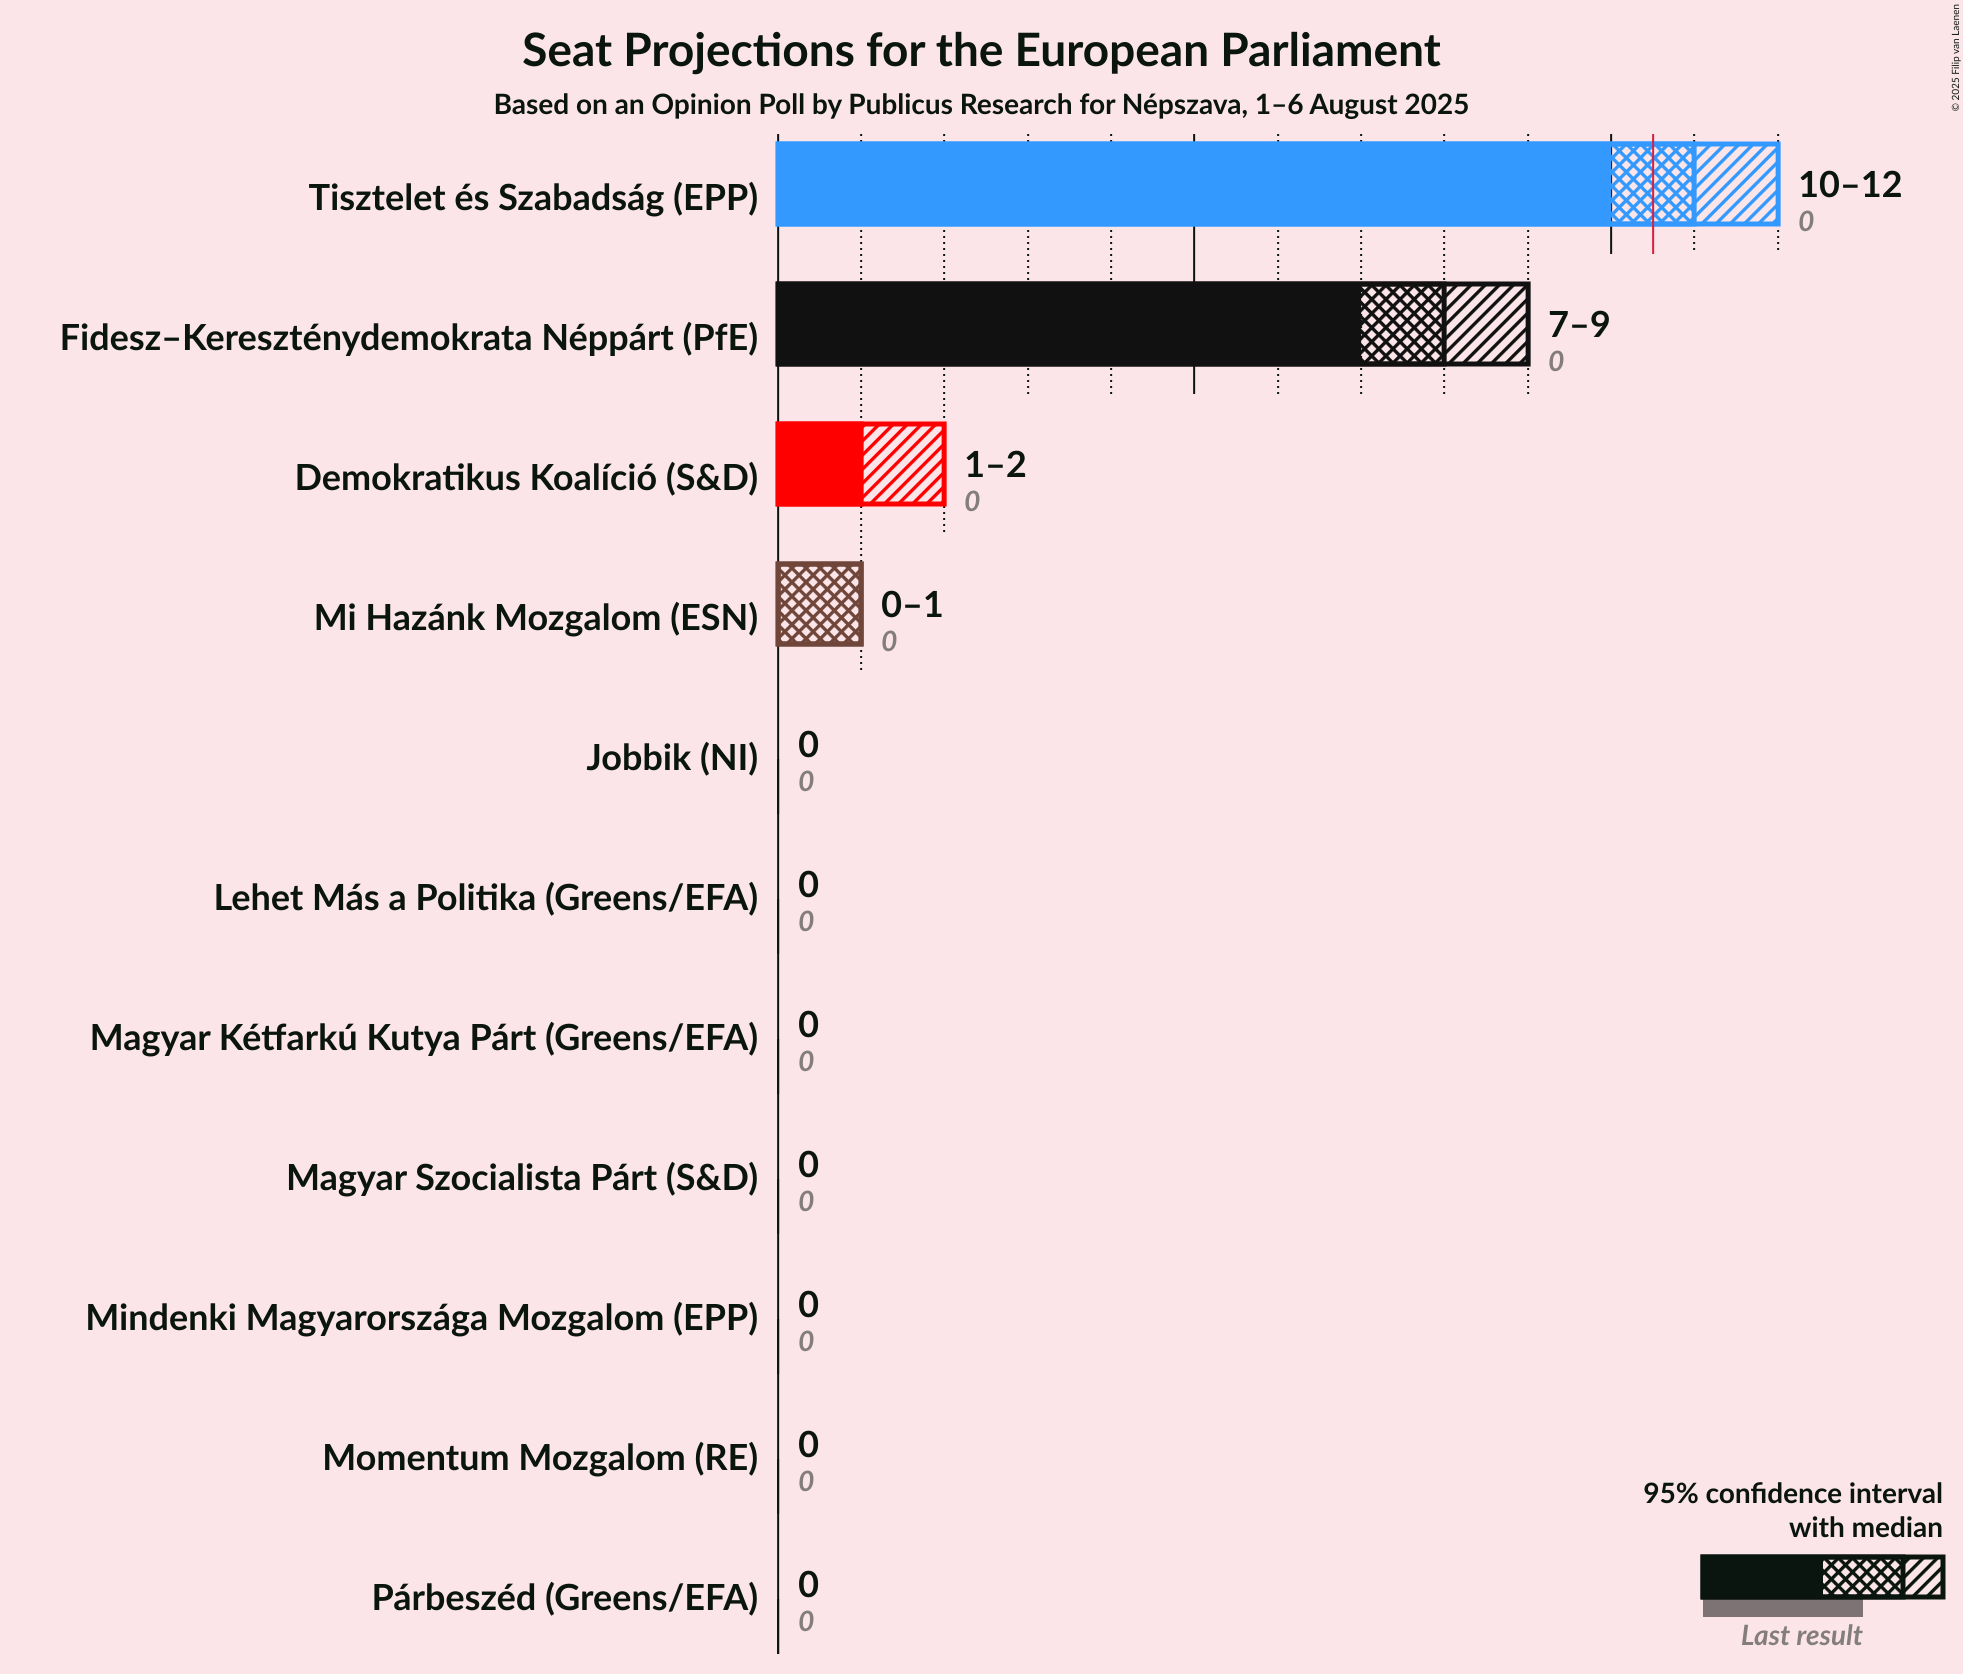 Seat Projections for the European Parliament
Based on an Opinion Poll by Publicus Research for Népszava, 1–6 August 2025
© 2025 Filip van Laenen
Tisztelet és Szabadság (EPP)
10–12
0
Fidesz–Kereszténydemokrata Néppárt (PfE)
7–9
0
Demokratikus Koalíció (S&D)
1–2
0
Mi Hazánk Mozgalom (ESN)
0–1
0
Jobbik (NI)
0
0
Lehet Más a Politika (Greens/EFA)
0
0
Magyar Kétfarkú Kutya Párt (Greens/EFA)
0
0
Magyar Szocialista Párt (S&D)
0
0
Mindenki Magyarországa Mozgalom (EPP)
0
0
Momentum Mozgalom (RE)
0
0
Párbeszéd (Greens/EFA)
0
0
95% confidence interval
with median
Last result